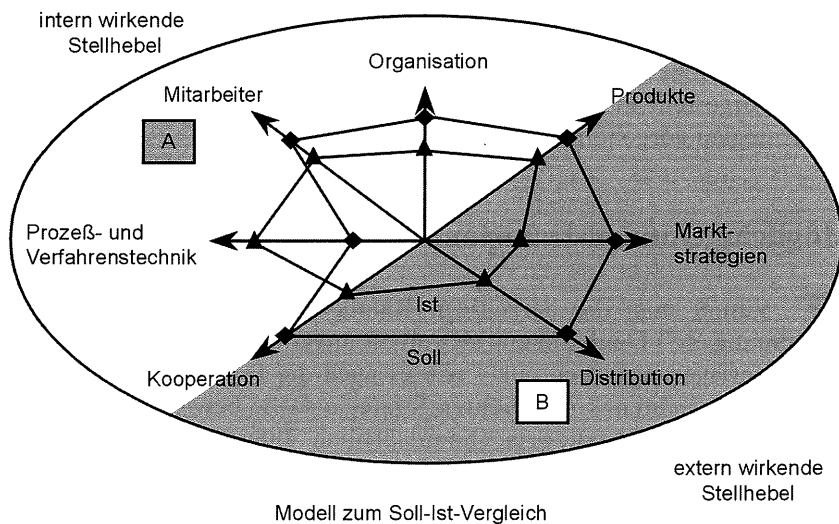 intern wirkende
Stellhebel
Organisation
Mitarbeiter
Produkte
A
Prozeß- und
Verfahrenstechnik
Markt-
strategien
Ist
Soll
Kooperation
Distribution
B
extern wirkende
Stellhebel
Modell zum Soll-Ist-Vergleich